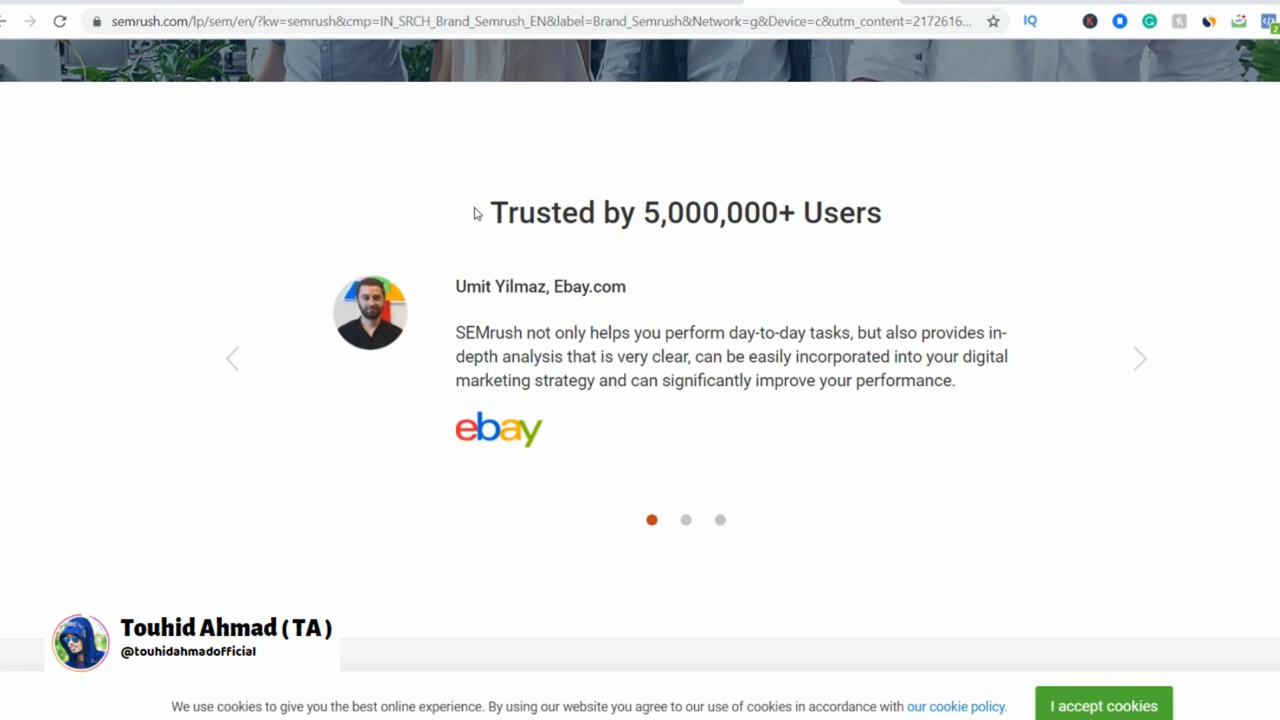 semrush.com/lp/sem/en/?kw=semrush&cmp=IN_SRCH_Brand_Semrush_EN&label=Brand_Semrush&Network=g&Device=c&utm_content=2172616...
IQ
Trusted by 5,000,000+ Users
Umit Yilmaz, Ebay.com
SEMrush not only helps you perform day-to-day tasks, but also provides in-
depth analysis that is very clear, can be easily incorporated into your digital
marketing strategy and can significantly improve your performance.
ebay
Touhid Ahmad ( TA )
@touhidahmadofficial
We use cookies to give you the best online experience. By using our website you agree to our use of cookies in accordance with our cookie policy.
I accept cookies